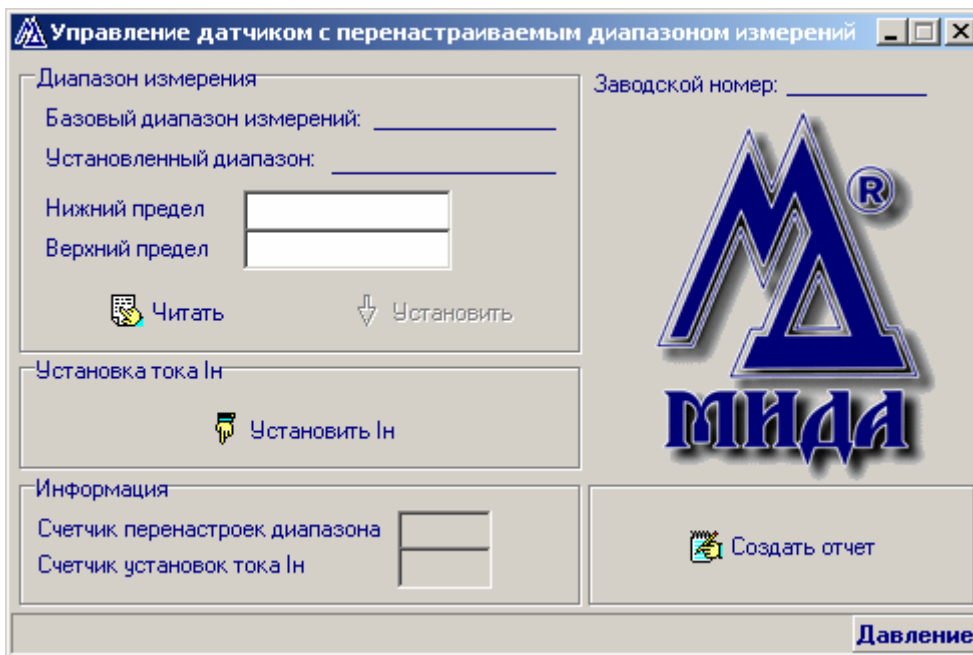 Управление датчиком с перенастраиваемым диапазоном измерений
Диапазон измерения
Базовый диапазон измерений:
Установленный диапазон:
Нижний предел
Верхний предел
Читать
Установить
Установка тока Iн
Установить Iн
Информация
Счетчик перенастроек диапазона
Счетчик установок тока Iн
Заводской номер:
®
МИДА
Создать отчет
Давление